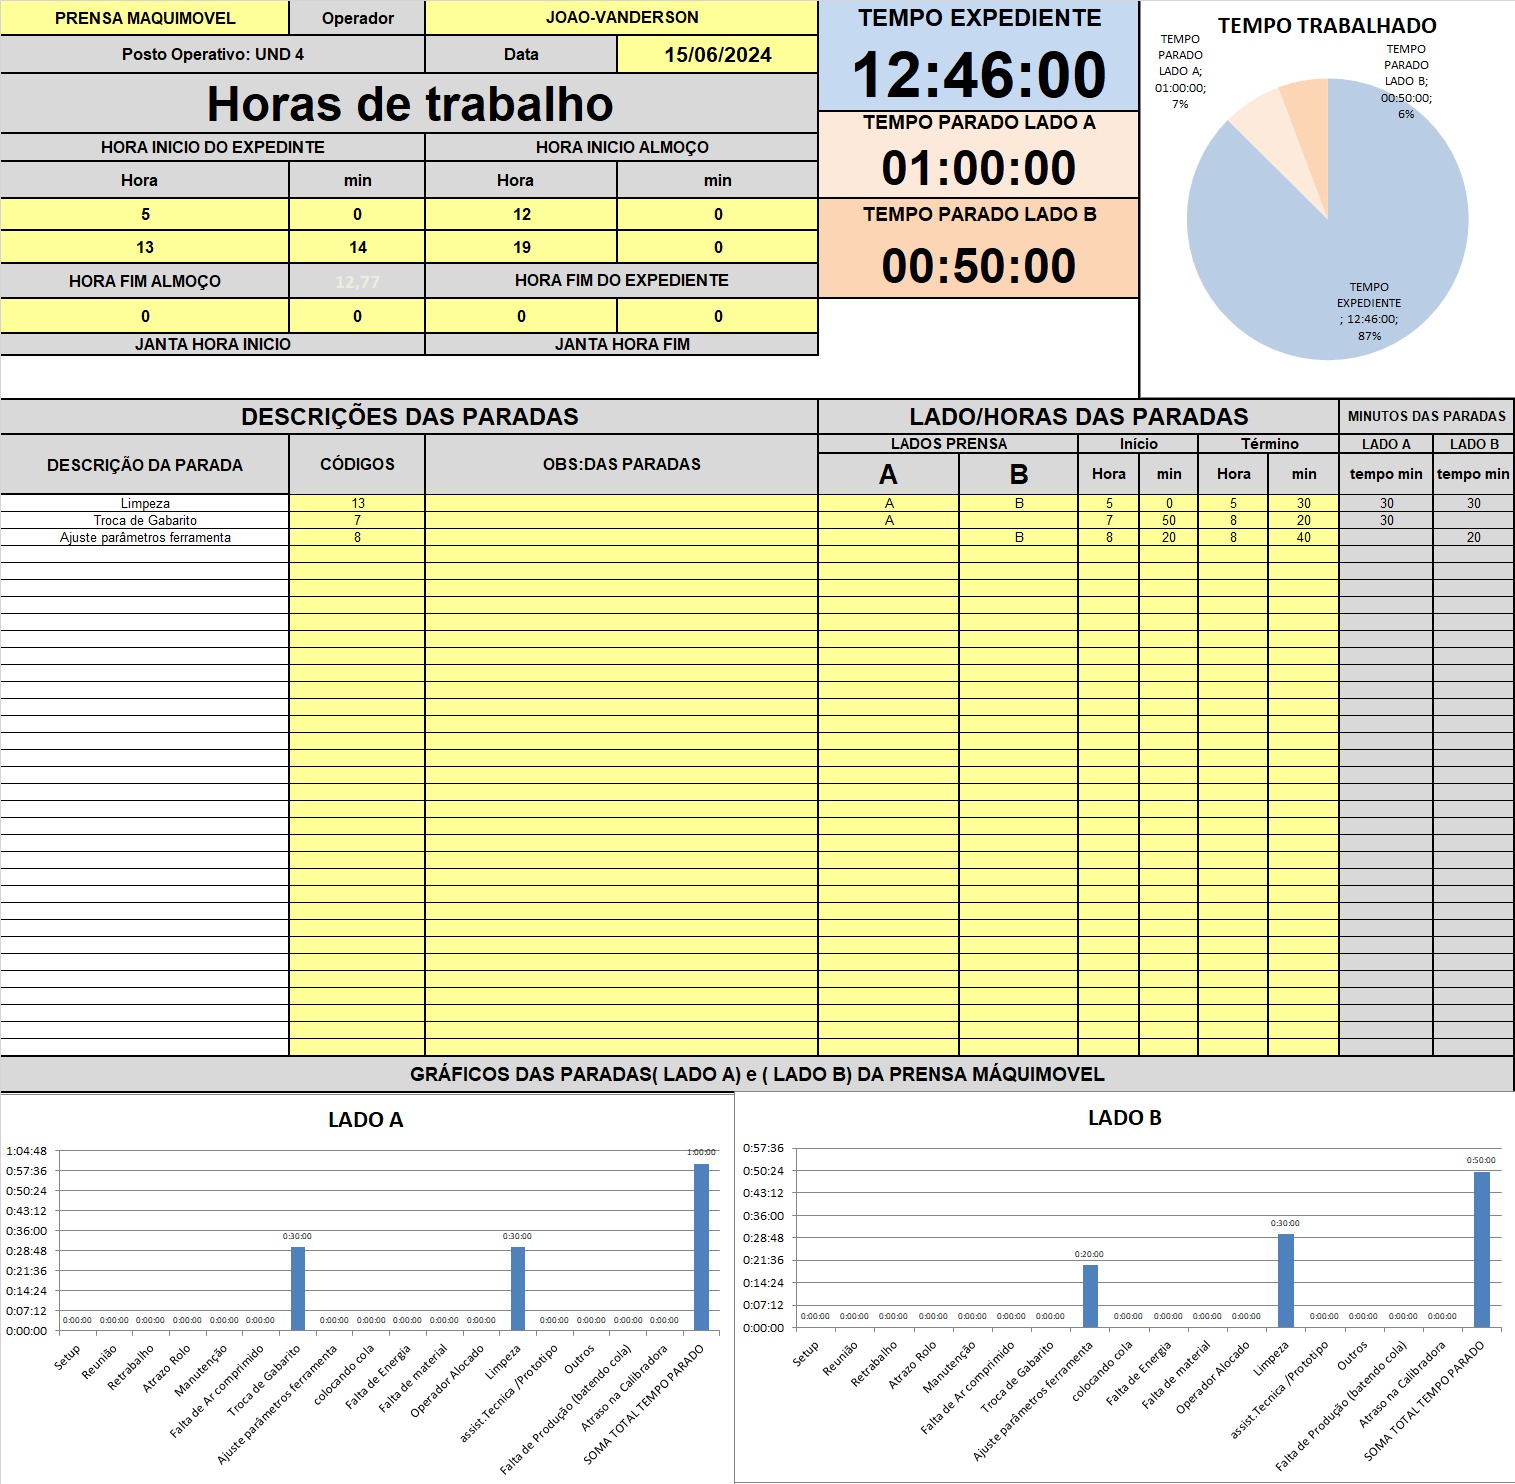 PRENSA MAQUIMOVEL Operador JOAO-VANDERSON
Posto Operativo: UND 4 Data 15/06/2024
Horas de trabalho
HORA INICIO DO EXPEDINTE HORA INICIO ALMOÇO
Hora min Hora min
5 0 12 0
13 14 19 0
HORA FIM ALMOÇO 12,77 HORA FIM DO EXPEDIENTE
0 0 0 0
JANTA HORA INICIO JANTA HORA FIM
TEMPO EXPEDIENTE
12:46:00
TEMPO PARADO LADO A
01:00:00
TEMPO PARADO LADO B
00:50:00
TEMPO TRABALHADO
TEMPO
PARADO
LADO A;
01:00:00;
7%
TEMPO
PARADO
LADO B;
00:50:00;
6%
TEMPO
EXPEDIENTE
; 12:46:00;
87%
DESCRIÇÕES DAS PARADAS LADO/HORAS DAS PARADAS MINUTOS DAS PARADAS
DESCRIÇÃO DA PARADA CÓDIGOS OBS:DAS PARADAS LADOS PRENSA Início Término LADO A LADO B
A B Hora min Hora min tempo min tempo min
Limpeza 13 A B 5 0 5 30 30 30
Troca de Gabarito 7 A 7 50 8 20 30
Ajuste parâmetros ferramenta 8 B 8 20 8 40 20
GRÁFICOS DAS PARADAS( LADO A) e ( LADO B) DA PRENSA MÁQUIMOVEL
LADO A
1:04:48
0:57:36
0:50:24
0:43:12
0:36:00
0:28:48
0:21:36
0:14:24
0:07:12
0:00:00
0:00:00 0:00:00 0:00:00 0:00:00 0:00:00 0:00:00 0:30:00 0:00:00 0:00:00 0:00:00 0:00:00 0:00:00 0:30:00 0:00:00 0:00:00 0:00:00 0:00:00 1:00:00
Setup
Reunião
Retrabalho
Atrazo Rolo
Manutenção
Falta de Ar comprimido
Troca de Gabarito
Ajuste parâmetros ferramenta
colocando cola
Falta de Energia
Falta de material
Operador Alocado
Limpeza
assist.Tecnica /Prototipo
Outros
Falta de Produção (batendo cola)
Atraso na Calibradora
SOMA TOTAL TEMPO PARADO
LADO B
0:57:36
0:50:24
0:43:12
0:36:00
0:28:48
0:21:36
0:14:24
0:07:12
0:00:00
0:00:00 0:00:00 0:00:00 0:00:00 0:00:00 0:00:00 0:00:00 0:20:00 0:00:00 0:00:00 0:00:00 0:00:00 0:30:00 0:00:00 0:00:00 0:00:00 0:00:00 0:50:00
Setup
Reunião
Retrabalho
Atrazo Rolo
Manutenção
Falta de Ar comprimido
Troca de Gabarito
Ajuste parâmetros ferramenta
colocando cola
Falta de Energia
Falta de material
Operador Alocado
Limpeza
assist.Tecnica /Prototipo
Outros
Falta de Produção (batendo cola)
Atraso na Calibradora
SOMA TOTAL TEMPO PARADO